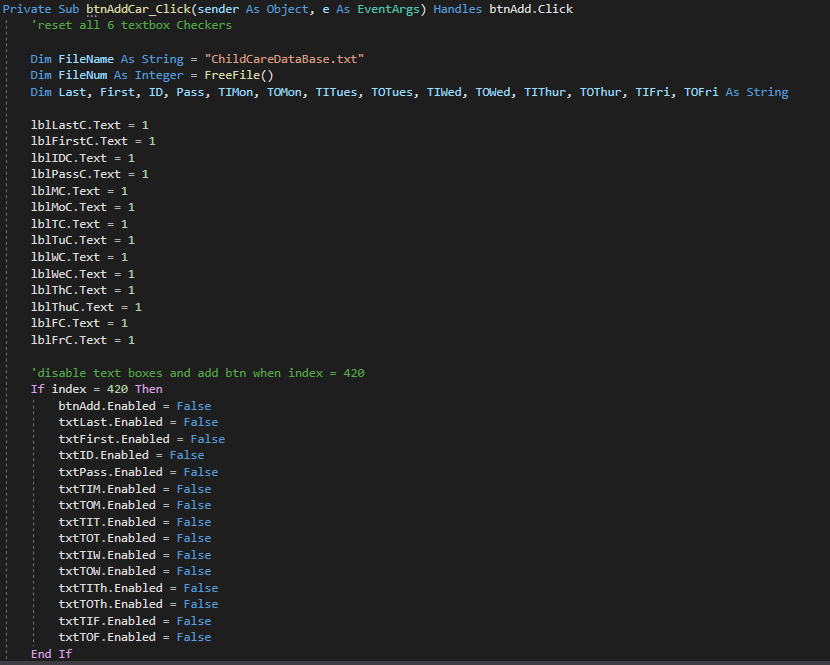 Private Sub btnAddCar_Click(sender As Object, e As EventArgs) Handles btnAdd.Click
'reset all 6 textbox Checkers
Dim FileName As String = "ChildCareDataBase.txt"
Dim FileNum As Integer = FreeFile()
Dim Last, First, ID, Pass, TIMon, TOMon, TITues, TOTues, TIWed, TOWed, TIThur, TOThur, TIFri, TOFri As String
lblLastC.Text = 1
lblFirstC.Text = 1
lblIDC.Text = 1
lblPassC.Text = 1
lblMC.Text = 1
lblMoC.Text = 1
lblTC.Text = 1
lblTuC.Text = 1
lblWC.Text = 1
lblWeC.Text = 1
lblThC.Text = 1
lblThuC.Text = 1
lblFC.Text = 1
lblFrC.Text = 1
'disable text boxes and add btn when index = 420
If index = 420 Then
btnAdd.Enabled = False
txtLast.Enabled = False
txtFirst.Enabled = False
txtID.Enabled = False
txtPass.Enabled = False
txtTIM.Enabled = False
txtTOM.Enabled = False
txtTIT.Enabled = False
txtTOT.Enabled = False
txtTIW.Enabled = False
txtTOW.Enabled = False
txtTITh.Enabled = False
txtTOTh.Enabled = False
txtTIF.Enabled = False
txtTOF.Enabled = False
End If